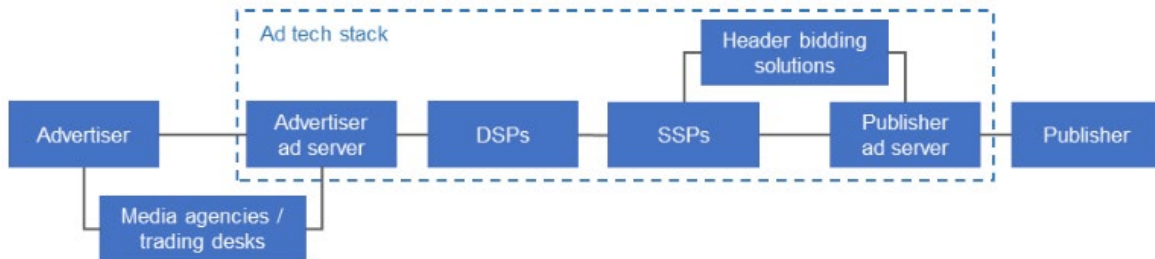 Ad tech stack
Header bidding
solutions
Advertiser
Advertiser
ad server
DSPs
SSPs
Publisher
ad server
Publisher
Media agencies /
trading desks